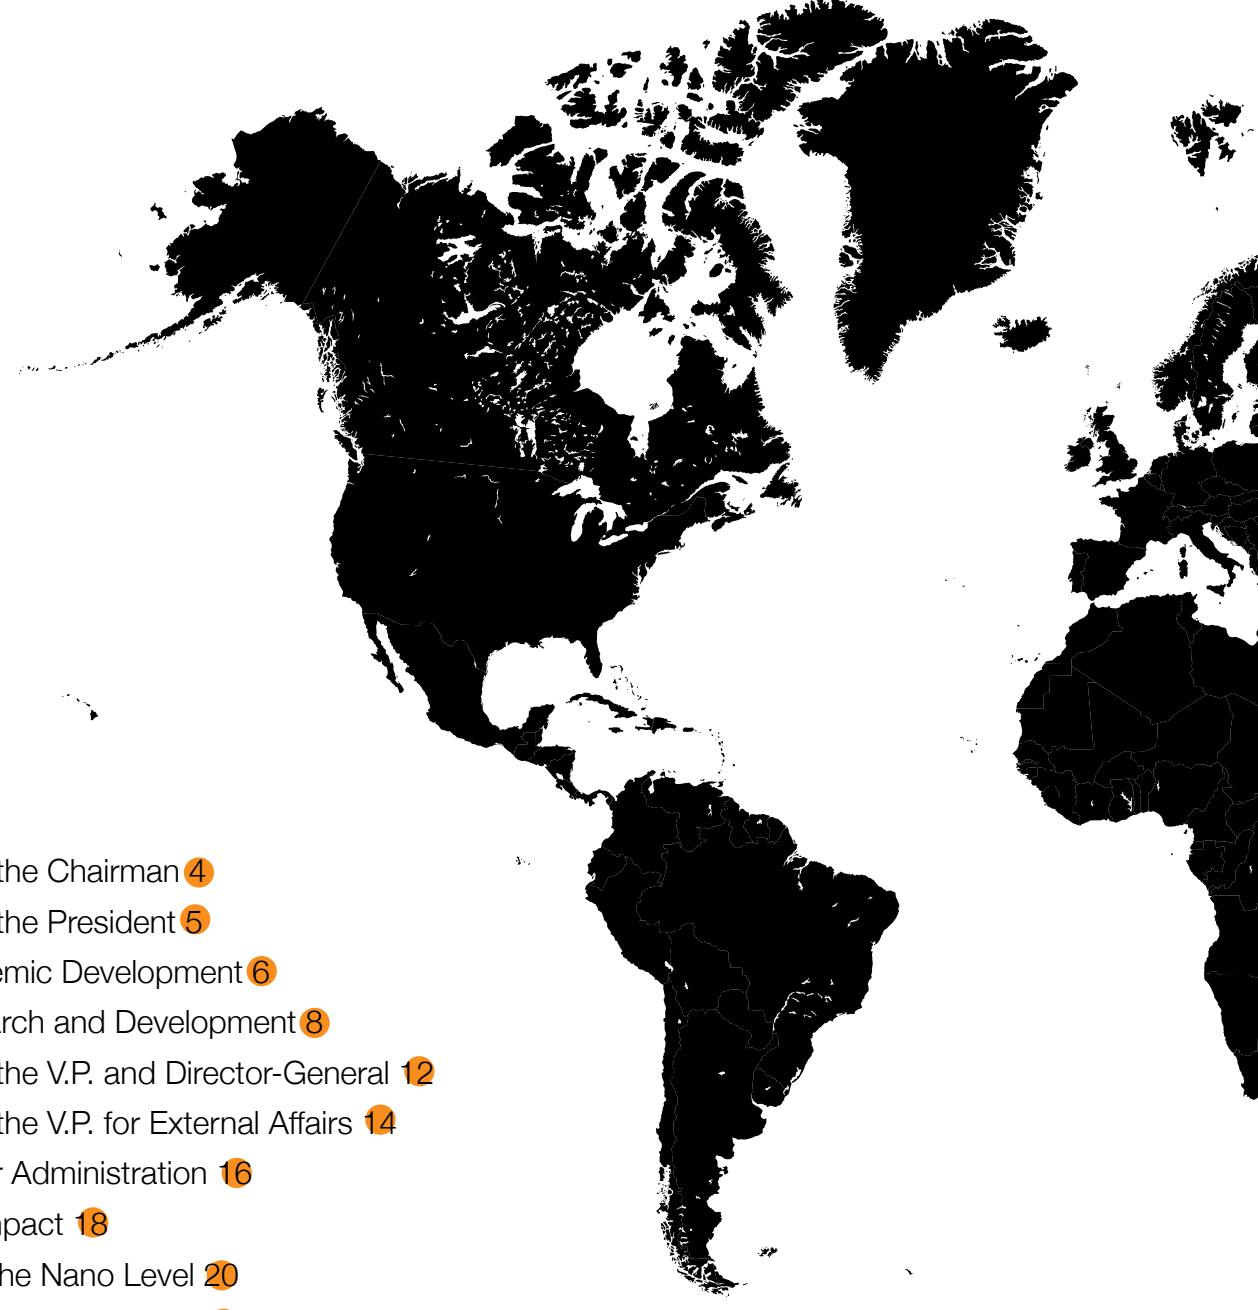 the Chairman 4
the President 5
emic Development 6
rch and Development 8
the V.P. and Director-General 12
the V.P. for External Affairs 14
r Administration 16
pact 18
he Nano Level 20